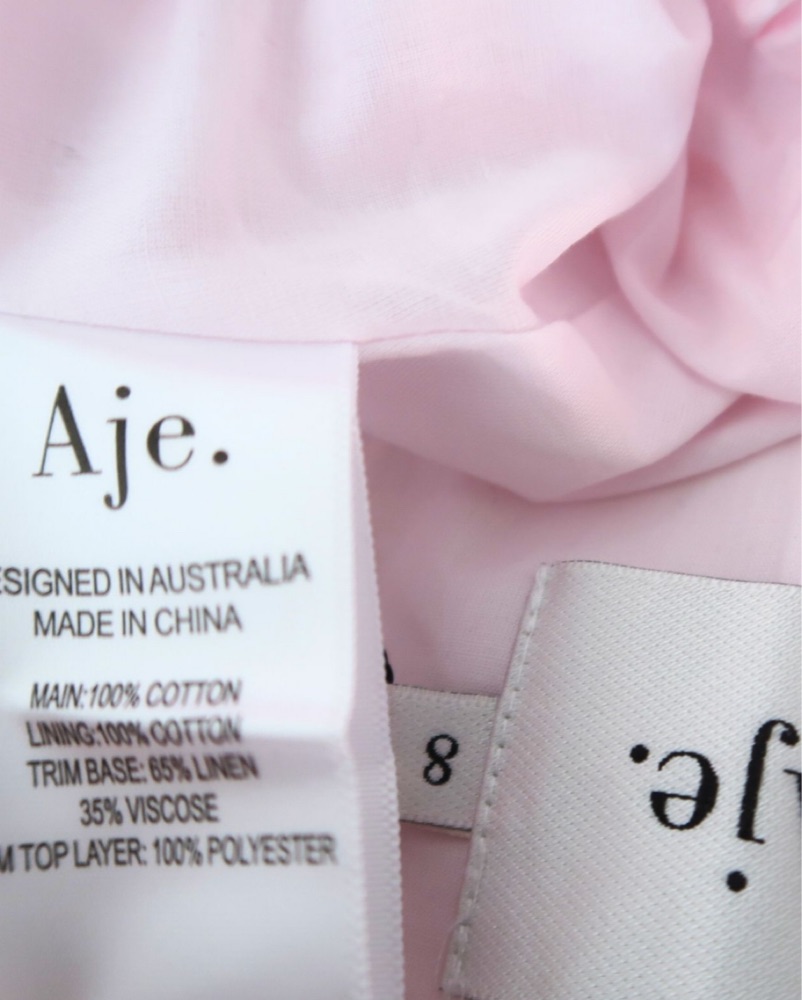 Aje.
ESIGNED IN AUSTRALIA
MADE IN CHINA
MAIN:100% COTTON
LINING:100% COTTON
TRIM BASE: 65% LINEN
35% VISCOSE
M TOP LAYER: 100% POLYESTER
8
je.